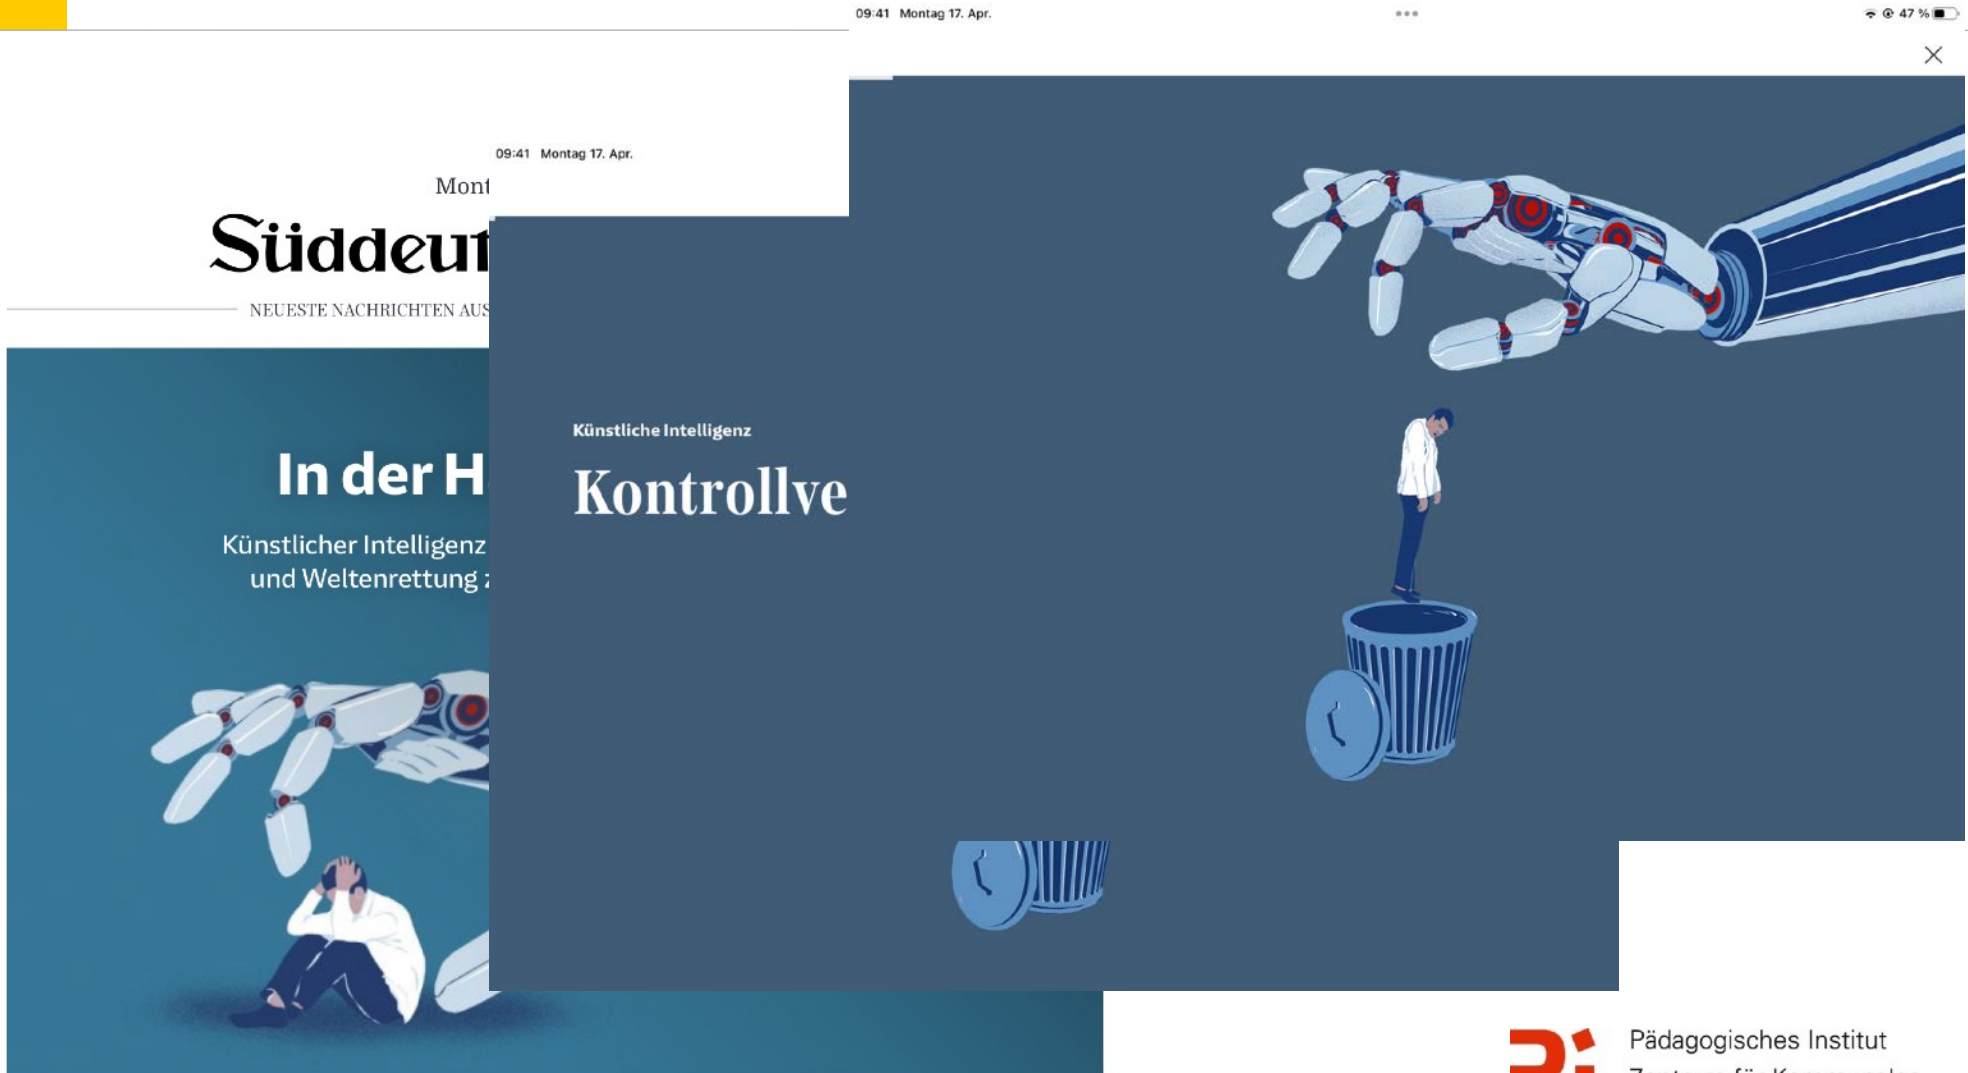 09:41 Montag 17. Apr.
47 %
09:41 Montag 17. Apr.
Mont
Süddeut
NEUESTE NACHRICHTEN AUS
In der H
Künstlicher Intelligenz
und Weltenrettung
Künstliche Intelligenz
Kontrollve
Pädagogisches Institut